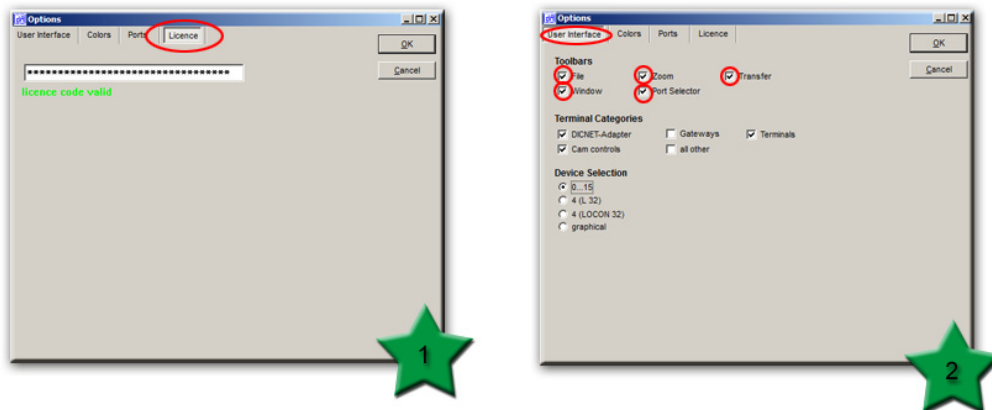 Options
User Interface Colors Ports Licence
OK
*********************************
Cancel
licence code valid
1
Options
User Interface Colors Ports Licence
OK
Toolbars
Cancel
File Zoom Transfer
Window Port Selector
Terminal Categories
DICNET-Adapter Gateways Terminals
Cam controls all other
Device Selection
0...15
4 (L 32)
4 (LOCON 32)
graphical
2